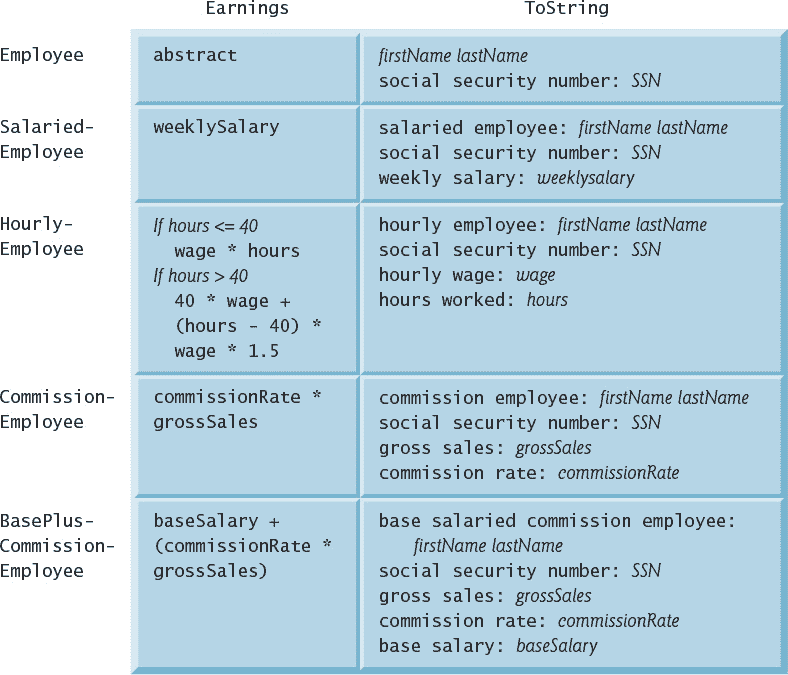 Earnings ToString
Employee
abstract
firstName lastName
social security number: SSN
Salaried-
Employee
weeklySalary
salaried employee: firstName lastName
social security number: SSN
weekly salary: weeklysalary
Hourly-
Employee
If hours <= 40
wage * hours
If hours > 40
40 * wage +
(hours - 40) *
wage * 1.5
hourly employee: firstName lastName
social security number: SSN
hourly wage: wage
hours worked: hours
Commission-
Employee
commissionRate *
grossSales
commission employee: firstName lastName
social security number: SSN
gross sales: grossSales
commission rate: commissionRate
BasePlus-
Commission-
Employee
baseSalary +
(commissionRate *
grossSales)
base salaried commission employee:
firstName lastName
social security number: SSN
gross sales: grossSales
commission rate: commissionRate
base salary: baseSalary